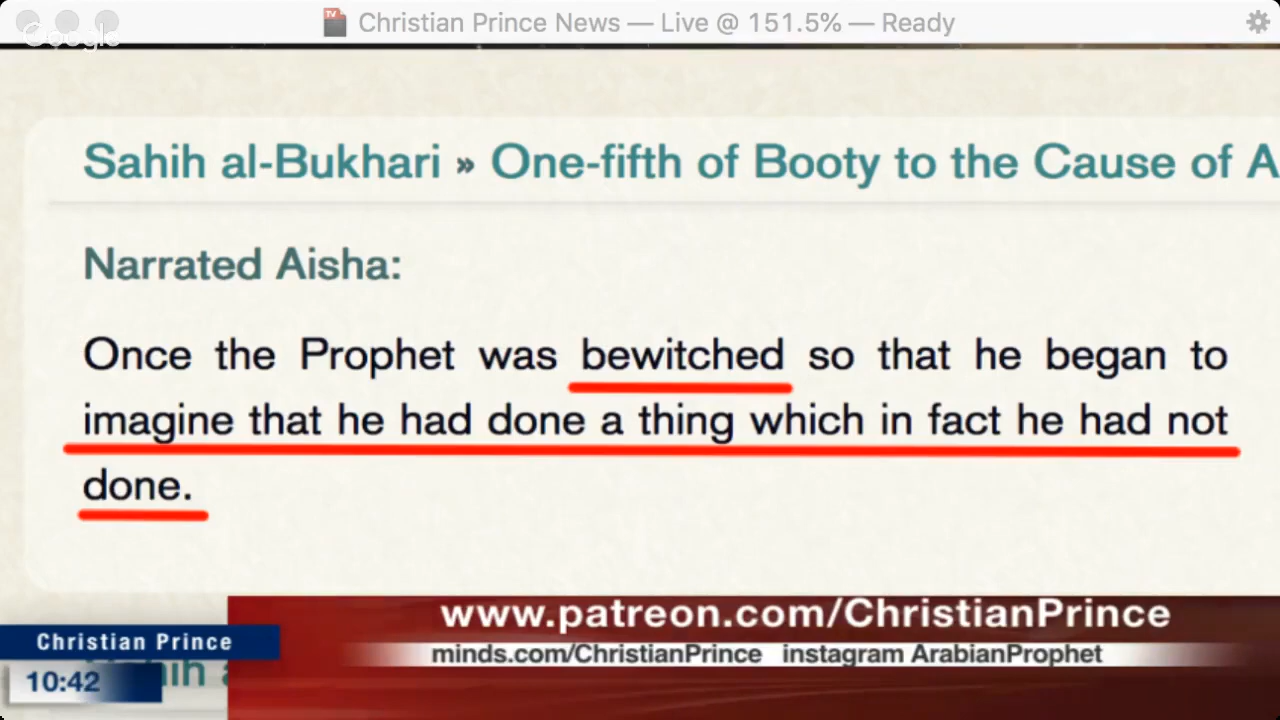 TV
Christian Prince News — Live @ 151.5% — Ready
Google
Sahih al-Bukhari » One-fifth of Booty to the Cause of A
Narrated Aisha:
Once the Prophet was bewitched so that he began to
imagine that he had done a thing which in fact he had not
done.
www.patreon.com/ChristianPrince
Christian Prince
minds.com/ChristianPrince instagram ArabianProphet
10:42